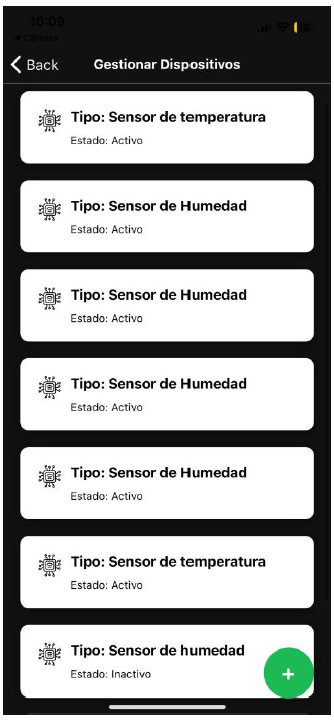 10:09
◀ Cámara
Back
Gestionar Dispositivos
Tipo: Sensor de temperatura
Estado: Activo
Tipo: Sensor de Humedad
Estado: Activo
Tipo: Sensor de Humedad
Estado: Activo
Tipo: Sensor de Humedad
Estado: Activo
Tipo: Sensor de Humedad
Estado: Activo
Tipo: Sensor de temperatura
Estado: Activo
Tipo: Sensor de humedad
Estado: Inactivo
+